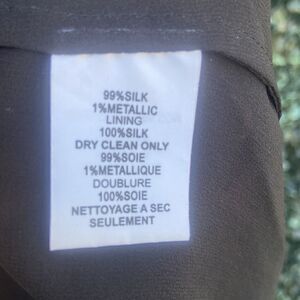 99%SILK
1%METALLIC
LINING
100%SILK
DRY CLEAN ONLY
99%SOIE
1%METALLIQUE
DOUBLURE
100%SOIE
NETTOYAGE A SEC
SEULEMENT